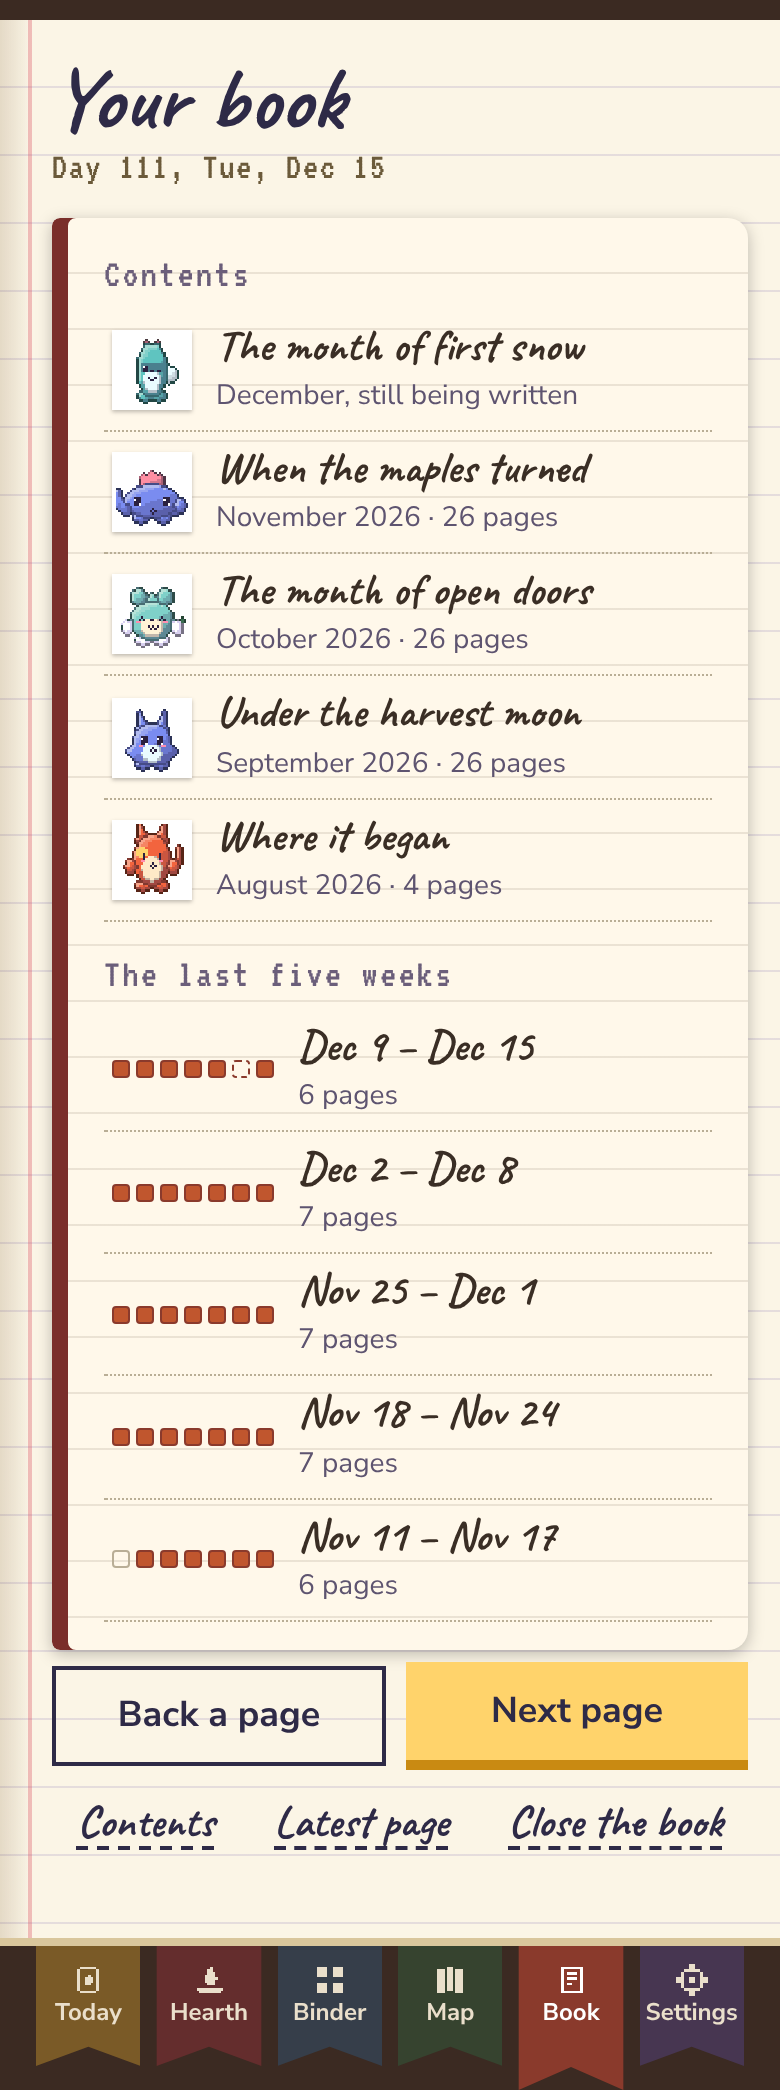 Your book
Day 111, Tue, Dec 15
Contents
The month of first snow
December, still being written
When the maples turned
November 2026 · 26 pages
The month of open doors
October 2026 · 26 pages
Under the harvest moon
September 2026 · 26 pages
Where it began
August 2026 · 4 pages
The last five weeks
Dec 9 – Dec 15
6 pages
Dec 2 – Dec 8
7 pages
Nov 25 – Dec 1
7 pages
Nov 18 – Nov 24
7 pages
Nov 11 – Nov 17
6 pages
Back a page Next page
Contents Latest page Close the book
Today Hearth Binder Map Book Settings